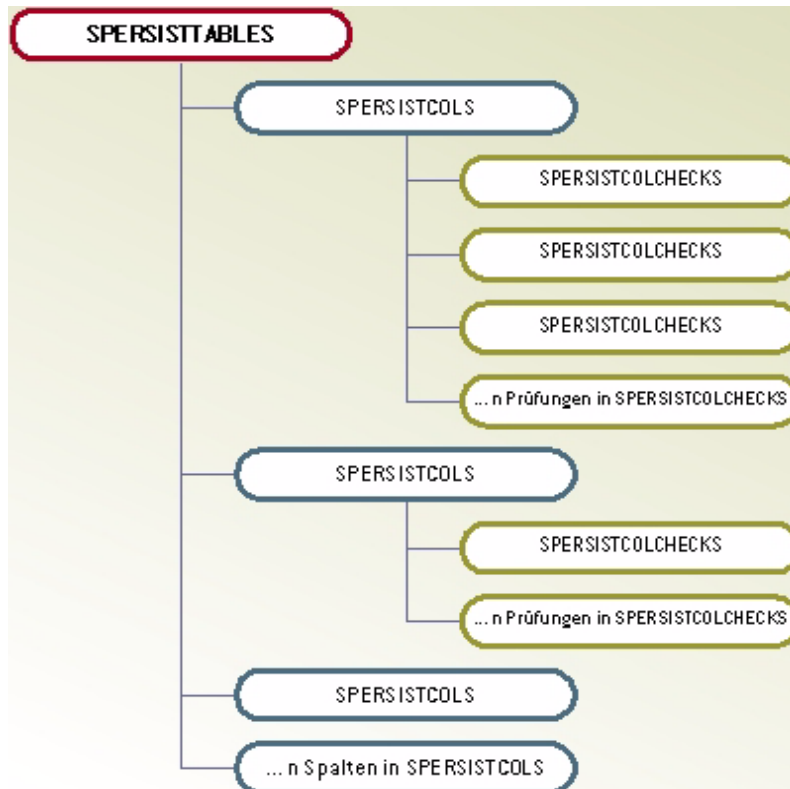 SPERSISTTABLES
SPERSISTCOLS
SPERSISTCOLCHECKS
SPERSISTCOLCHECKS
SPERSISTCOLCHECKS
... n Prüfungen in SPERSISTCOLCHECKS
SPERSISTCOLS
SPERSISTCOLCHECKS
... n Prüfungen in SPERSISTCOLCHECKS
SPERSISTCOLS
... n Spalten in SPERSISTCOLS